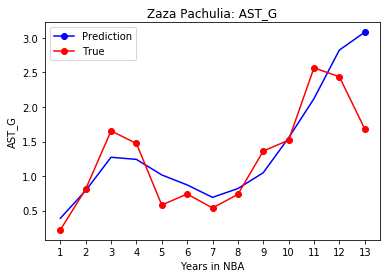 Zaza Pachulia: AST_G
Prediction
True
3.0
2.5
2.0
1.5
1.0
0.5
AST_G
1 2 3 4 5 6 7 8 9 10 11 12 13
Years in NBA